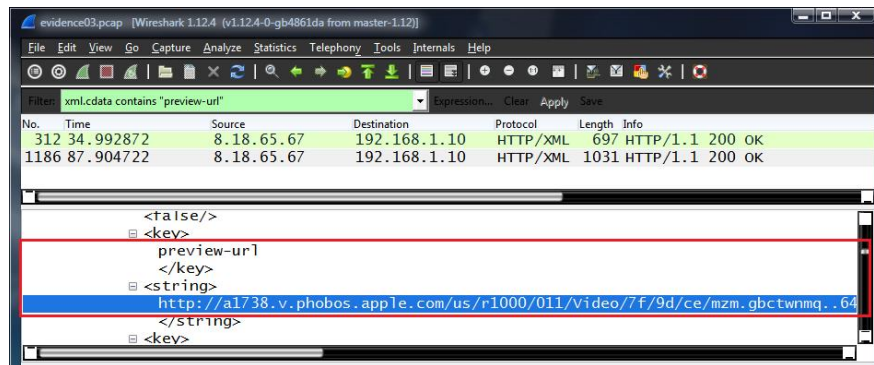 evidence03.pcap [Wireshark 1.12.4 (v1.12.4-0-gb4861da from master-1.12)]
File Edit View Go Capture Analyze Statistics Telephony Tools Internals Help
Filter: xml.cdata contains "preview-url" Expression... Clear Apply Save
No. Time Source Destination Protocol Length Info
312 34.992872 8.18.65.67 192.168.1.10 HTTP/XML 697 HTTP/1.1 200 OK
1186 87.904722 8.18.65.67 192.168.1.10 HTTP/XML 1031 HTTP/1.1 200 OK
<false/>
<key>
preview-url
</key>
<string>
http://a1738.v.phobos.apple.com/us/r1000/011/Video/7f/9d/ce/mzm.gbctwnmq..64
</string>
<key>